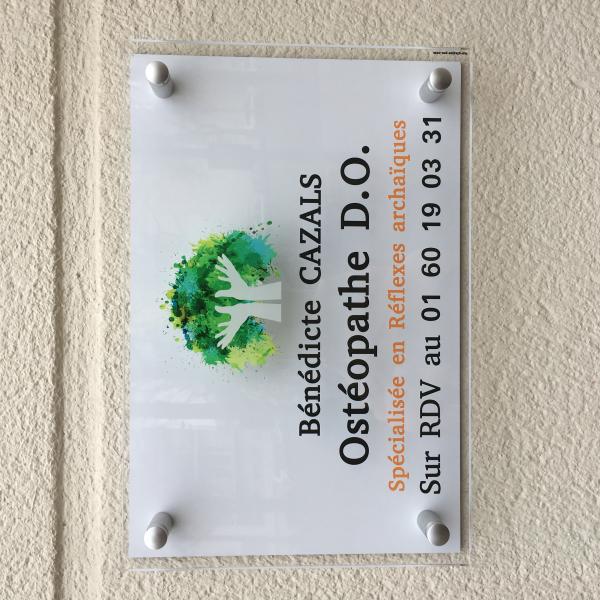 Bénédicte CAZALS
Ostéopathe D.O.
Spécialisée en Réflexes archaïques
Sur RDV au 01 60 19 03 31